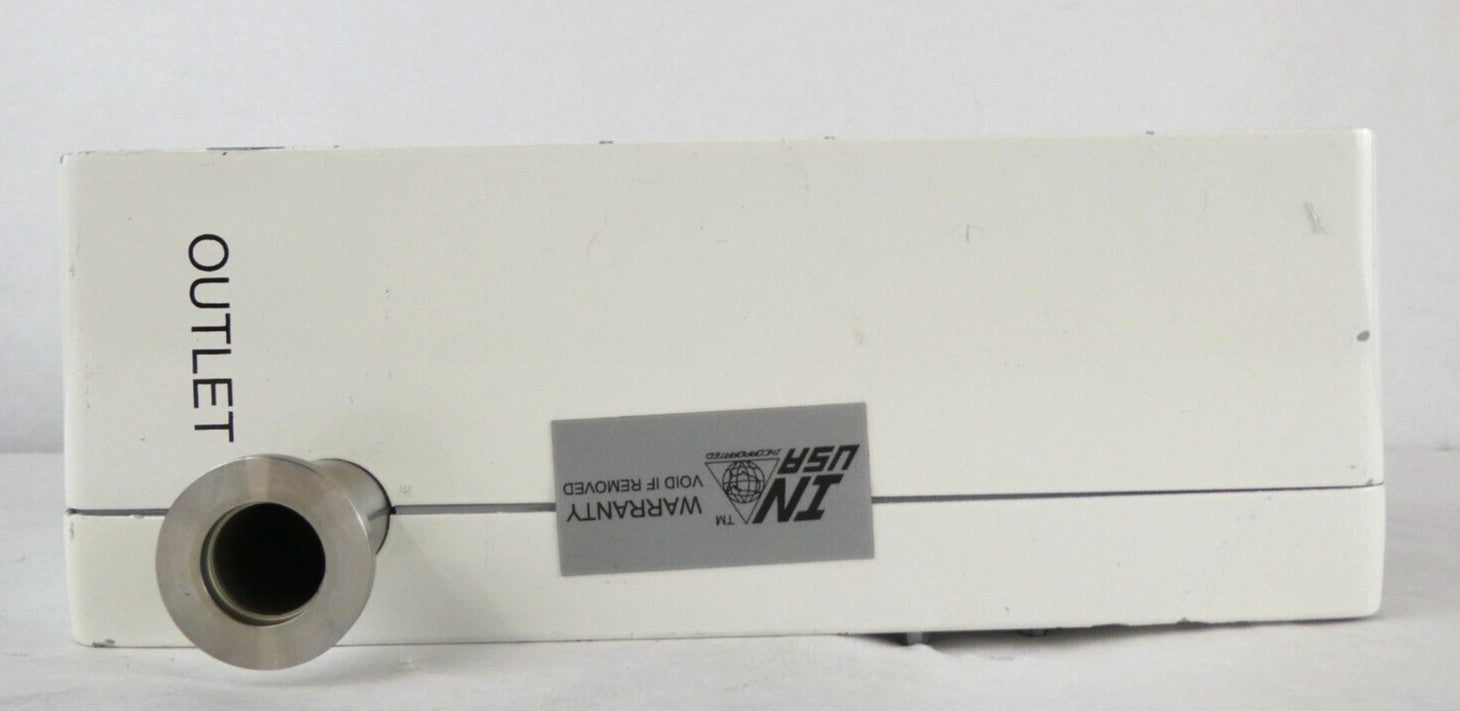 OUTLET
IN
USA
INCORPORATED
TM
WARRANTY
VOID IF REMOVED